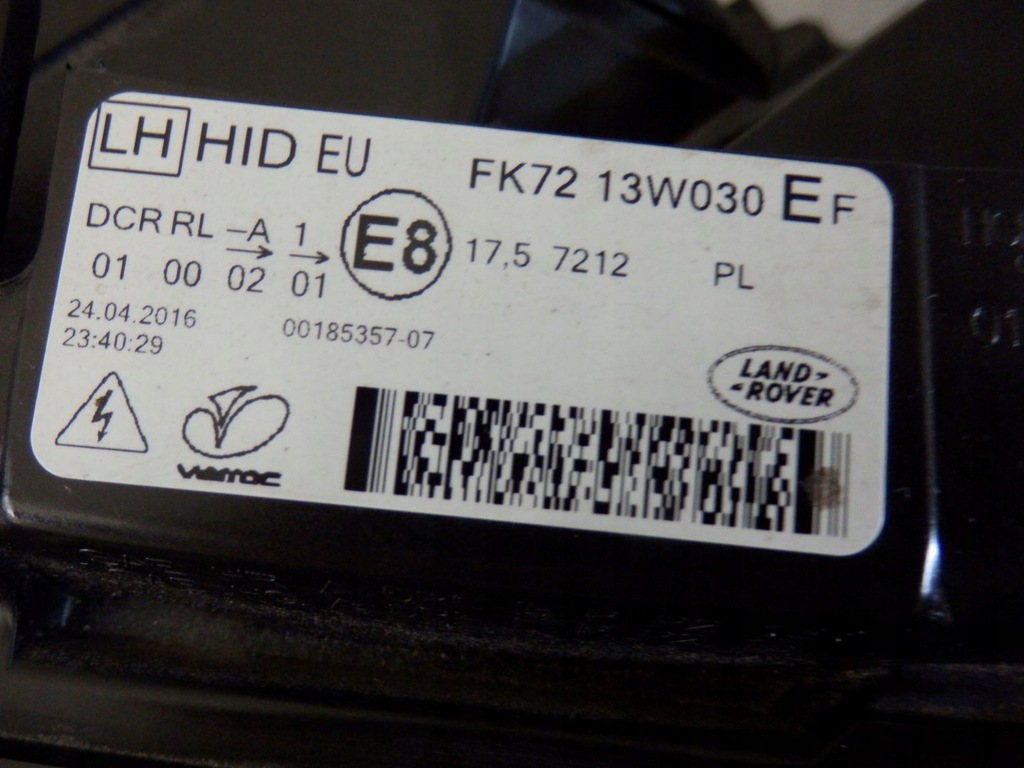 LH HID EU FK72 13W030 E F
DCR RL -A 1 E8 17,5 7212 PL
01 00 02 01
24.04.2016
23:40:29
00185357-07
LAND
ROVER
varroc